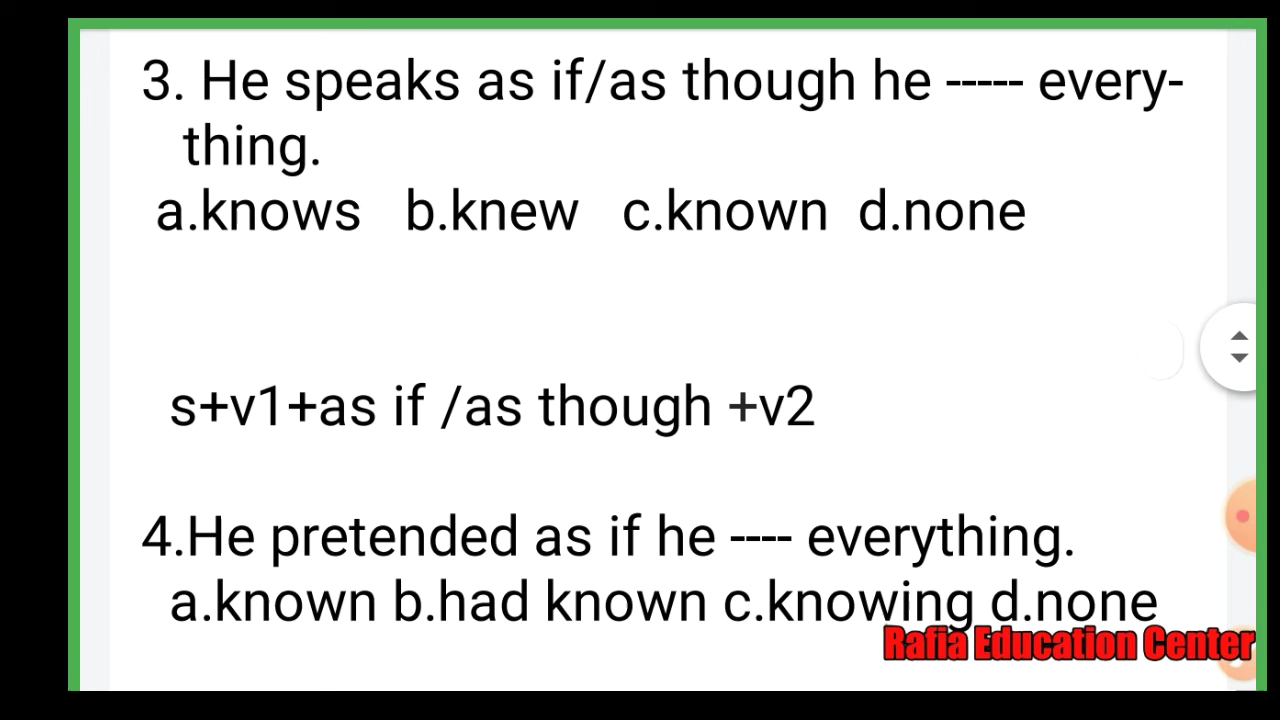 3. He speaks as if/as though he ----- every-
thing.
a.knows b.knew c.known d.none
s+v1+as if /as though +v2
4.He pretended as if he ---- everything.
a.known b.had known c.knowing d.none
Rafia Education Center